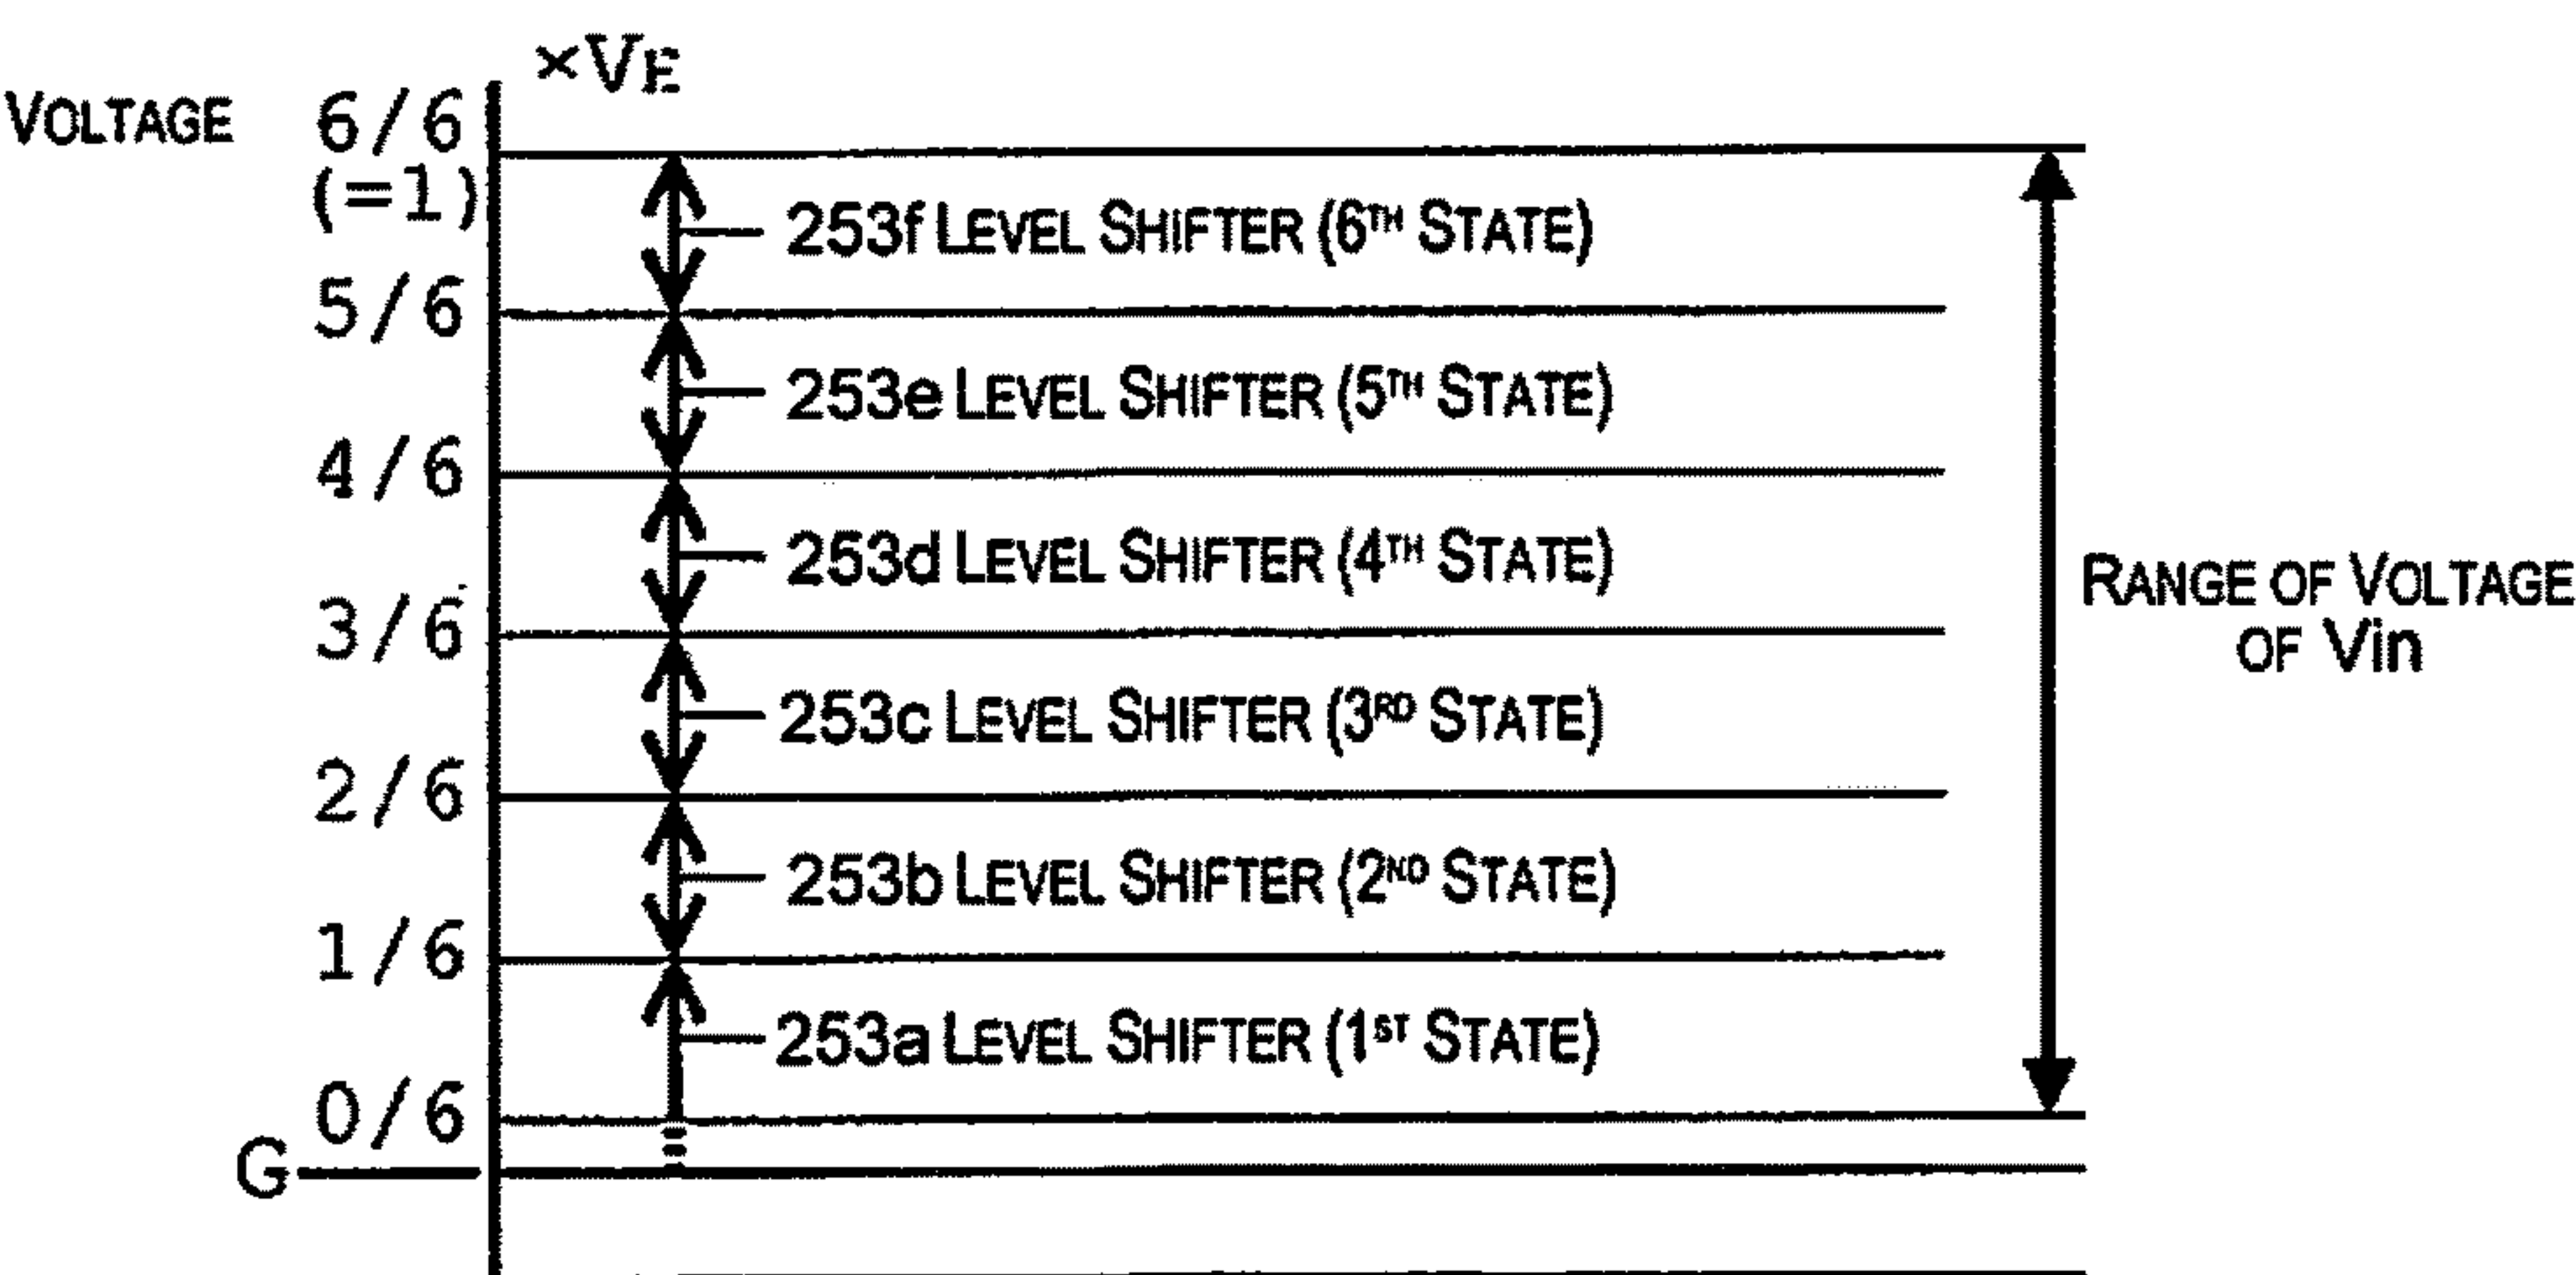 ×VE
VOLTAGE 6/6
(=1)
253f LEVEL SHIFTER (6TH STATE)
5/6
253e LEVEL SHIFTER (5TH STATE)
4/6
253d LEVEL SHIFTER (4TH STATE)
3/6
253c LEVEL SHIFTER (3RD STATE)
2/6
253b LEVEL SHIFTER (2ND STATE)
1/6
253a LEVEL SHIFTER (1ST STATE)
0/6
G
RANGE OF VOLTAGE
OF Vin